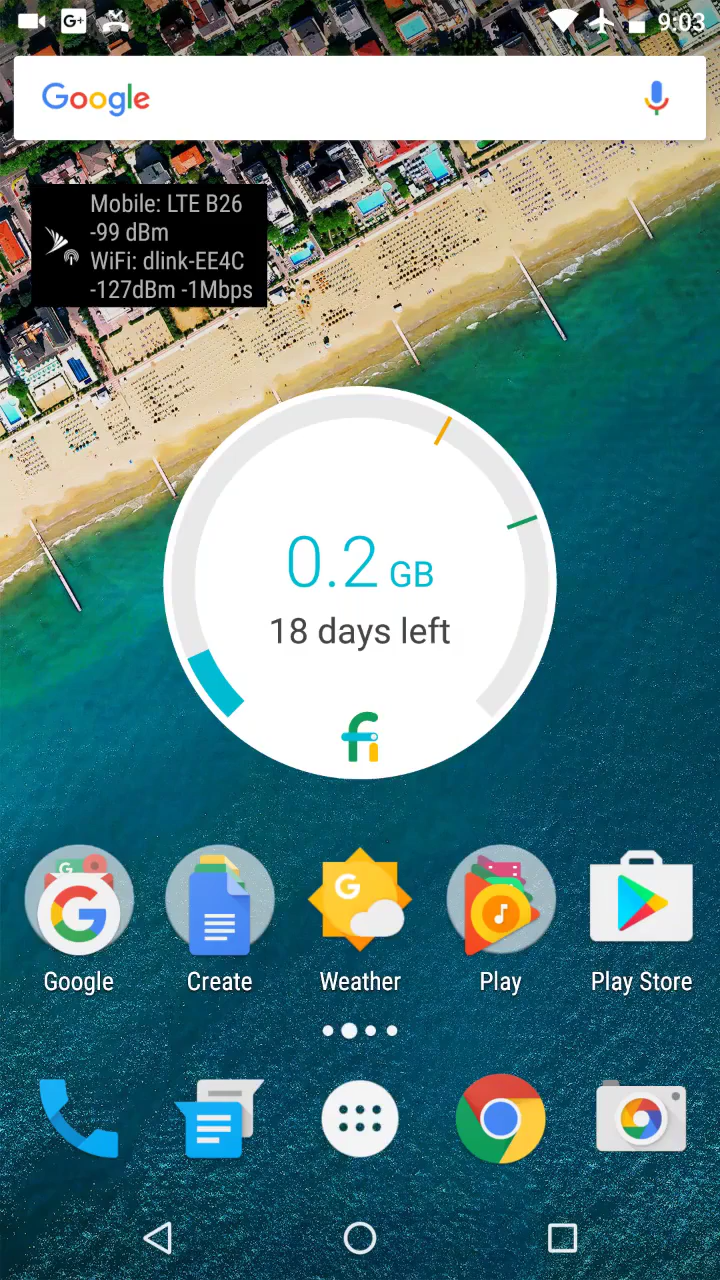 G+
9:03
Google
Mobile: LTE B26
-99 dBm
WiFi: dlink-EE4C
-127dBm -1Mbps
0.2 GB
18 days left
fi
G
G
G
Google
Create
Weather
Play
Play Store